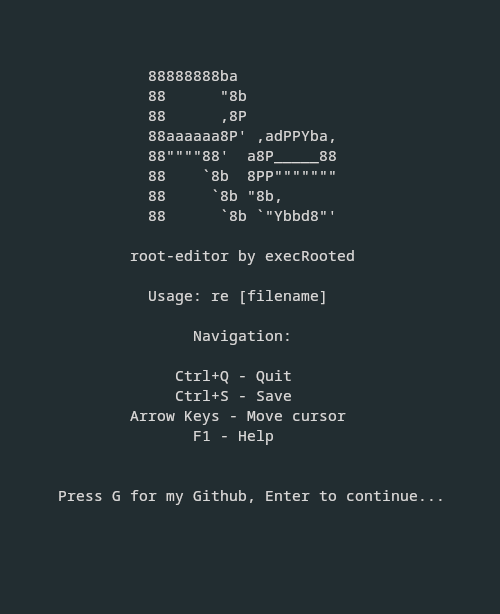 88888888ba
88      "8b
88      ,8P
88aaaaaa8P' ,adPPYba,
88""""88'  a8P_____88
88    `8b  8PP"""""""
88     `8b "8b,
88      `8b `"Ybbd8"'
root-editor by execRooted
Usage: re [filename]
Navigation:
Ctrl+Q - Quit
Ctrl+S - Save
Arrow Keys - Move cursor
F1 - Help
Press G for my Github, Enter to continue...